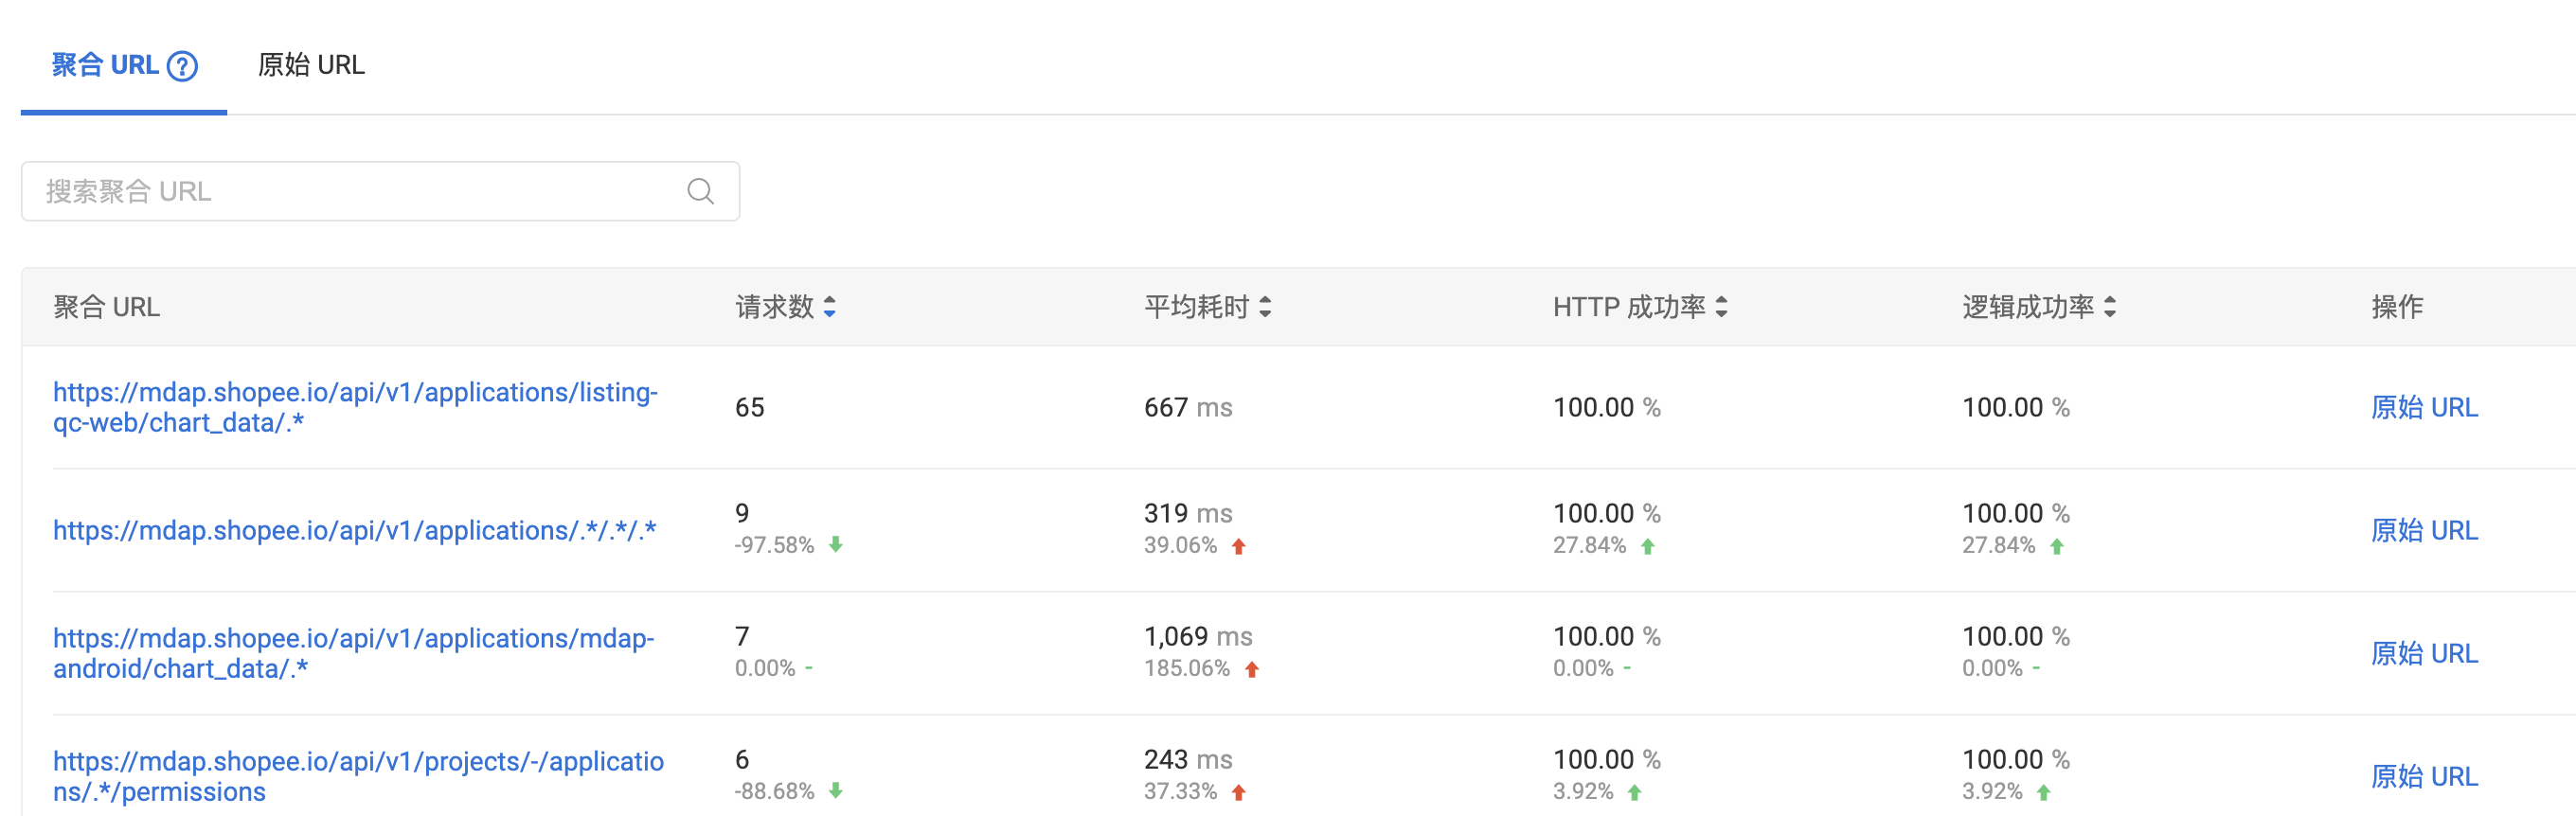 聚合 URL ?
原始 URL
搜索聚合 URL
聚合 URL 请求数 平均耗时 HTTP 成功率 逻辑成功率 操作
https://mdap.shopee.io/api/v1/applications/listing-
qc-web/chart_data/.*
65 667 ms 100.00 % 100.00 % 原始 URL
https://mdap.shopee.io/api/v1/applications/.*/.*/.*
9 319 ms 100.00 % 100.00 %
-97.58% 39.06% 27.84% 27.84%
原始 URL
https://mdap.shopee.io/api/v1/applications/mdap-
android/chart_data/.*
7 1,069 ms 100.00 % 100.00 %
0.00% - 185.06% 0.00% - 0.00% -
原始 URL
https://mdap.shopee.io/api/v1/projects/-/applicatio
ns/.*/permissions
6 243 ms 100.00 % 100.00 %
-88.68% 37.33% 3.92% 3.92%
原始 URL